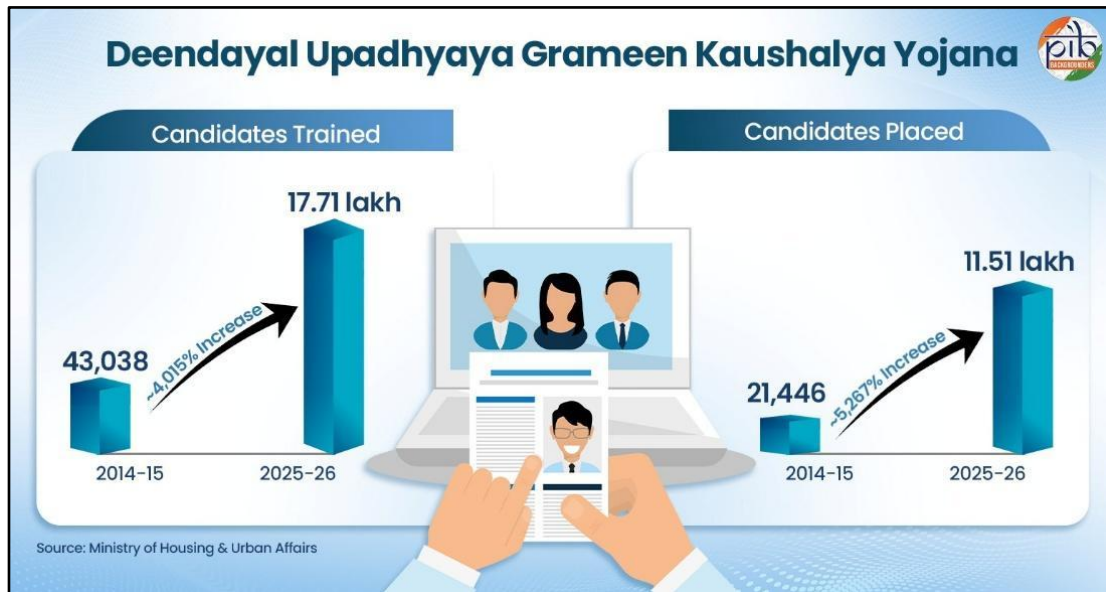 Deendayal Upadhyaya Grameen Kaushalya Yojana
pib
BACKGROUNDERS
Candidates Trained
17.71 lakh
43,038
~4,015% Increase
2014-15
2025-26
Candidates Placed
11.51 lakh
21,446
~5,267% Increase
2014-15
2025-26
Source: Ministry of Housing & Urban Affairs